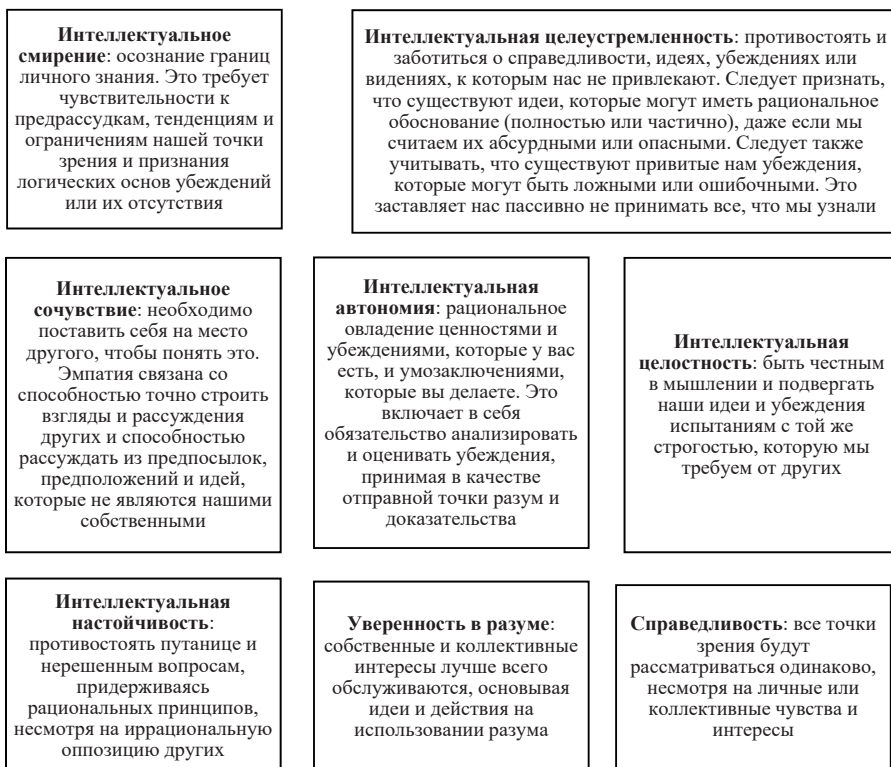 Интеллектуальное
смирение: осознание границ
личного знания. Это требует
чувствительности к
предрассудкам, тенденциям и
ограничениям нашей точки
зрения и признания
логических основ убеждений
или их отсутствия
Интеллектуальная целеустремленность: противостоять и
заботиться о справедливости, идеях, убеждениях или
видениях, к которым нас не привлекают. Следует признать,
что существуют идеи, которые могут иметь рациональное
обоснование (полностью или частично), даже если мы
считаем их абсурдными или опасными. Следует также
учитывать, что существуют привитые нам убеждения,
которые могут быть ложными или ошибочными. Это
заставляет нас пассивно не принимать все, что мы узнали
Интеллектуальное
сочувствие: необходимо
поставить себя на место
другого, чтобы понять это.
Эмпатия связана со
способностью точно строить
взгляды и рассуждения
других и способностью
рассуждать из предпосылок,
предположений и идей,
которые не являются нашими
собственными
Интеллектуальная
автономия: рациональное
овладение ценностями и
убеждениями, которые у вас
есть, и умозаключениями,
которые вы делаете. Это
включает в себя
обязательство анализировать
и оценивать убеждения,
принимая в качестве
отправной точки разум и
доказательства
Интеллектуальная
целостность: быть честным
в мышлении и подвергать
наши идеи и убеждения
испытаниям с той же
строгостью, которую мы
требуем от других
Интеллектуальная
настойчивость:
противостоять путанице и
нерешенным вопросам,
придерживаясь
рациональных принципов,
несмотря на иррациональную
оппозицию других
Уверенность в разуме:
собственные и коллективные
интересы лучше всего
обслуживаются, основывая
идеи и действия на
использовании разума
Справедливость: все точки
зрения будут
рассматриваться одинаково,
несмотря на личные или
коллективные чувства и
интересы